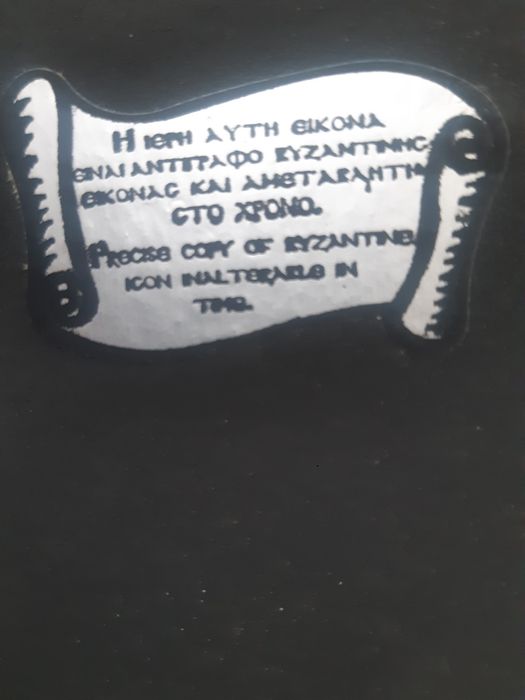 Η ΙΕΡΗ ΑΥΤΗ ΕΙΚΟΝΑ
ΕΙΝΑΙ ΑΝΤΙΓΡΑΦΟ ΒΥΖΑΝΤΙΝΗΣ
ΕΙΚΟΝΑΣ ΚΑΙ ΑΜΕΤΑΒΛΗΤΗ
ΣΤΟ ΧΡΟΝΟ.
PRECISE COPY OF BYZANTINE
ICON INALTERABLE IN
TIME.